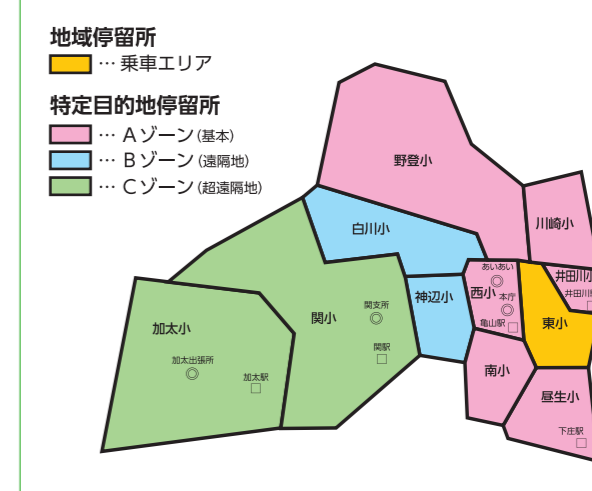 地域停留所
… 乗車エリア
特定目的地停留所
… Aゾーン(基本)
… Bゾーン(遠隔地)
… Cゾーン(超遠隔地)
野登小
川崎小
白川小
あいあい
井田川小
西小
本庁
亀山駅
神辺小
東小
関支所
関小
関駅
加太小
加太出張所
加太駅
南小
昼生小
下庄駅